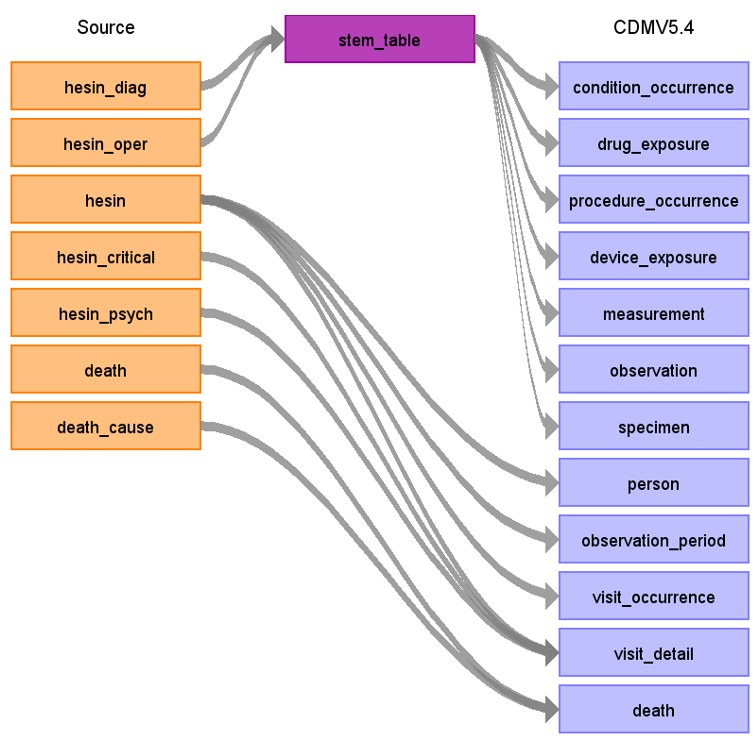 Source
CDMV5.4
stem_table
hesin_diag
hesin_oper
hesin
hesin_critical
hesin_psych
death
death_cause
condition_occurrence
drug_exposure
procedure_occurrence
device_exposure
measurement
observation
specimen
person
observation_period
visit_occurrence
visit_detail
death